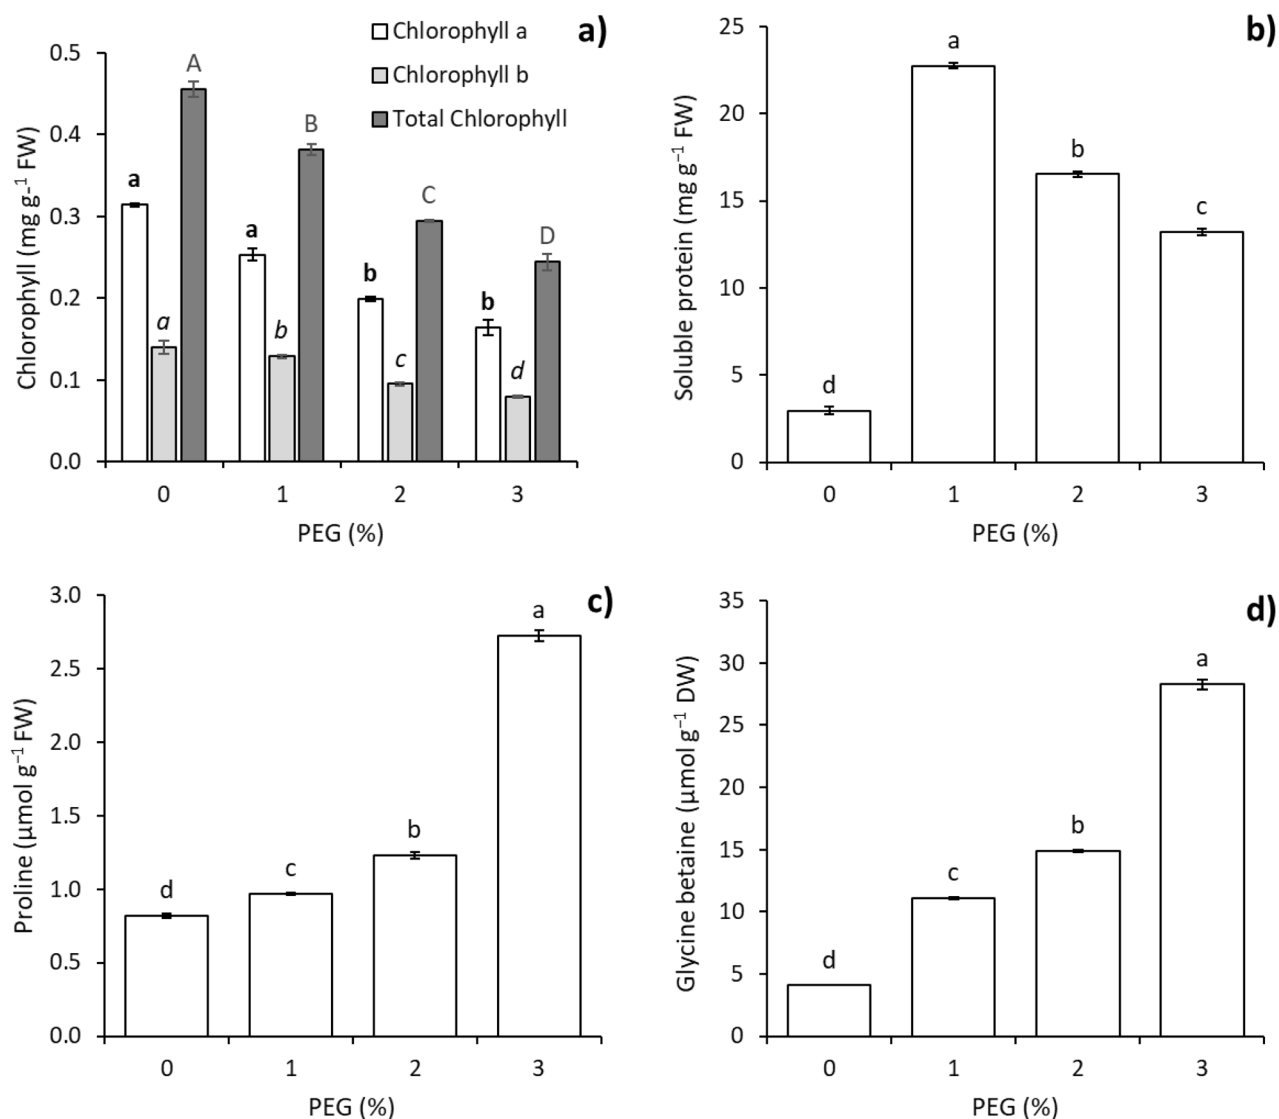 a)
Chlorophyll a
Chlorophyll b
Total Chlorophyll
Chlorophyll (mg g-¹ FW)
0.5
0.4
0.3
0.2
0.1
0.0
a
a
A
a
b
B
b
c
C
b
d
D
0 1 2 3
PEG (%)
b)
Soluble protein (mg g⁻¹ FW)
25
20
15
10
5
0
d
a
b
c
0 1 2 3
PEG (%)
c)
Proline (µmol g⁻¹ FW)
3.0
2.5
2.0
1.5
1.0
0.5
0.0
d
c
b
a
0 1 2 3
PEG (%)
d)
Glycine betaine (µmol g⁻¹ DW)
35
30
25
20
15
10
5
0
d
c
b
a
0 1 2 3
PEG (%)